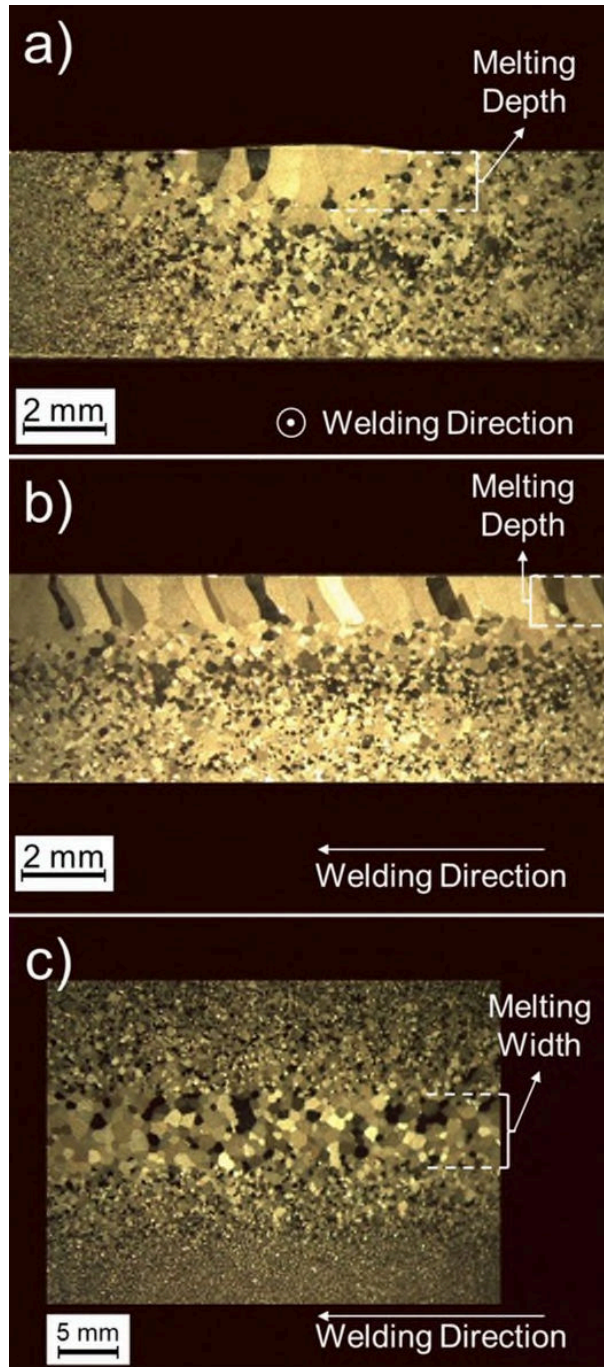 a)
Melting
Depth
2 mm
⊙ Welding Direction
b)
Melting
Depth
2 mm
Welding Direction
c)
Melting
Width
5 mm
Welding Direction